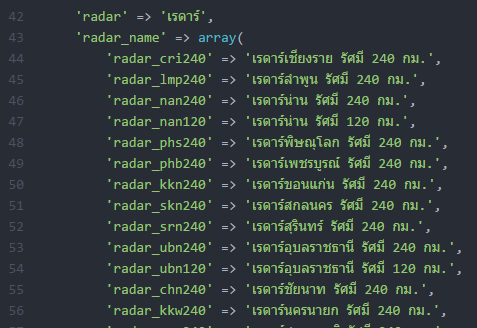 42 'radar' => 'เรดาร์',
43 'radar_name' => array(
44 'radar_cri240' => 'เรดาร์เชียงราย รัศมี 240 กม.',
45 'radar_lmp240' => 'เรดาร์ลำพูน รัศมี 240 กม.',
46 'radar_nan240' => 'เรดาร์น่าน รัศมี 240 กม.',
47 'radar_nan120' => 'เรดาร์น่าน รัศมี 120 กม.',
48 'radar_phs240' => 'เรดาร์พิษณุโลก รัศมี 240 กม.',
49 'radar_phb240' => 'เรดาร์เพชรบูรณ์ รัศมี 240 กม.',
50 'radar_kkn240' => 'เรดาร์ขอนแก่น รัศมี 240 กม.',
51 'radar_skn240' => 'เรดาร์สกลนคร รัศมี 240 กม.',
52 'radar_srn240' => 'เรดาร์สุรินทร์ รัศมี 240 กม.',
53 'radar_ubn240' => 'เรดาร์อุบลราชธานี รัศมี 240 กม.',
54 'radar_ubn120' => 'เรดาร์อุบลราชธานี รัศมี 120 กม.',
55 'radar_chn240' => 'เรดาร์ชัยนาท รัศมี 240 กม.',
56 'radar_kkw240' => 'เรดาร์นครนายก รัศมี 240 กม.',